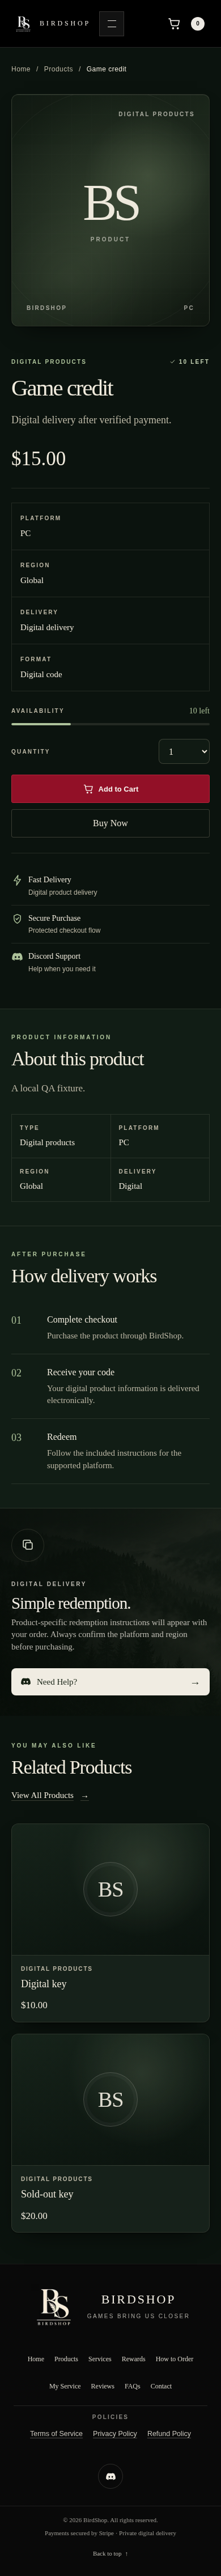 BS BIRDSHOP 0
Home / Products / Game credit
DIGITAL PRODUCTS
BS
PRODUCT
BIRDSHOP PC
DIGITAL PRODUCTS ✓ 10 LEFT
Game credit
Digital delivery after verified payment.
$15.00
PLATFORM
PC
REGION
Global
DELIVERY
Digital delivery
FORMAT
Digital code
AVAILABILITY 10 left
QUANTITY 1
Add to Cart
Buy Now
Fast Delivery
Digital product delivery
Secure Purchase
Protected checkout flow
Discord Support
Help when you need it
PRODUCT INFORMATION
About this product
A local QA fixture.
TYPE PLATFORM
Digital products PC
REGION DELIVERY
Global Digital
AFTER PURCHASE
How delivery works
01 Complete checkout
Purchase the product through BirdShop.
02 Receive your code
Your digital product information is delivered
electronically.
03 Redeem
Follow the included instructions for the
supported platform.
DIGITAL DELIVERY
Simple redemption.
Product-specific redemption instructions will appear with
your order. Always confirm the platform and region
before purchasing.
Need Help? →
YOU MAY ALSO LIKE
Related Products
View All Products →
BS
DIGITAL PRODUCTS
Digital key
$10.00
BS
DIGITAL PRODUCTS
Sold-out key
$20.00
BS
BIRDSHOP
BIRDSHOP
GAMES BRING US CLOSER
Home Products Services Rewards How to Order
My Service Reviews FAQs Contact
POLICIES
Terms of Service Privacy Policy Refund Policy
© 2026 BirdShop. All rights reserved.
Payments secured by Stripe · Private digital delivery
Back to top ↑